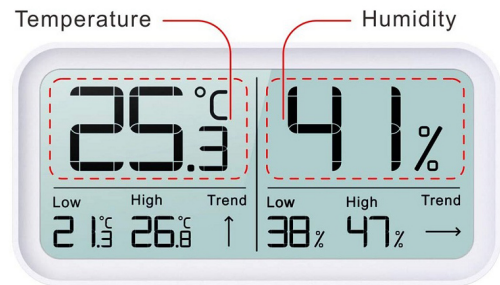 Temperature Humidity
25.3°C 41%
Low High Trend Low High Trend
21.3°C 26.8°C ↑ 38% 47% →